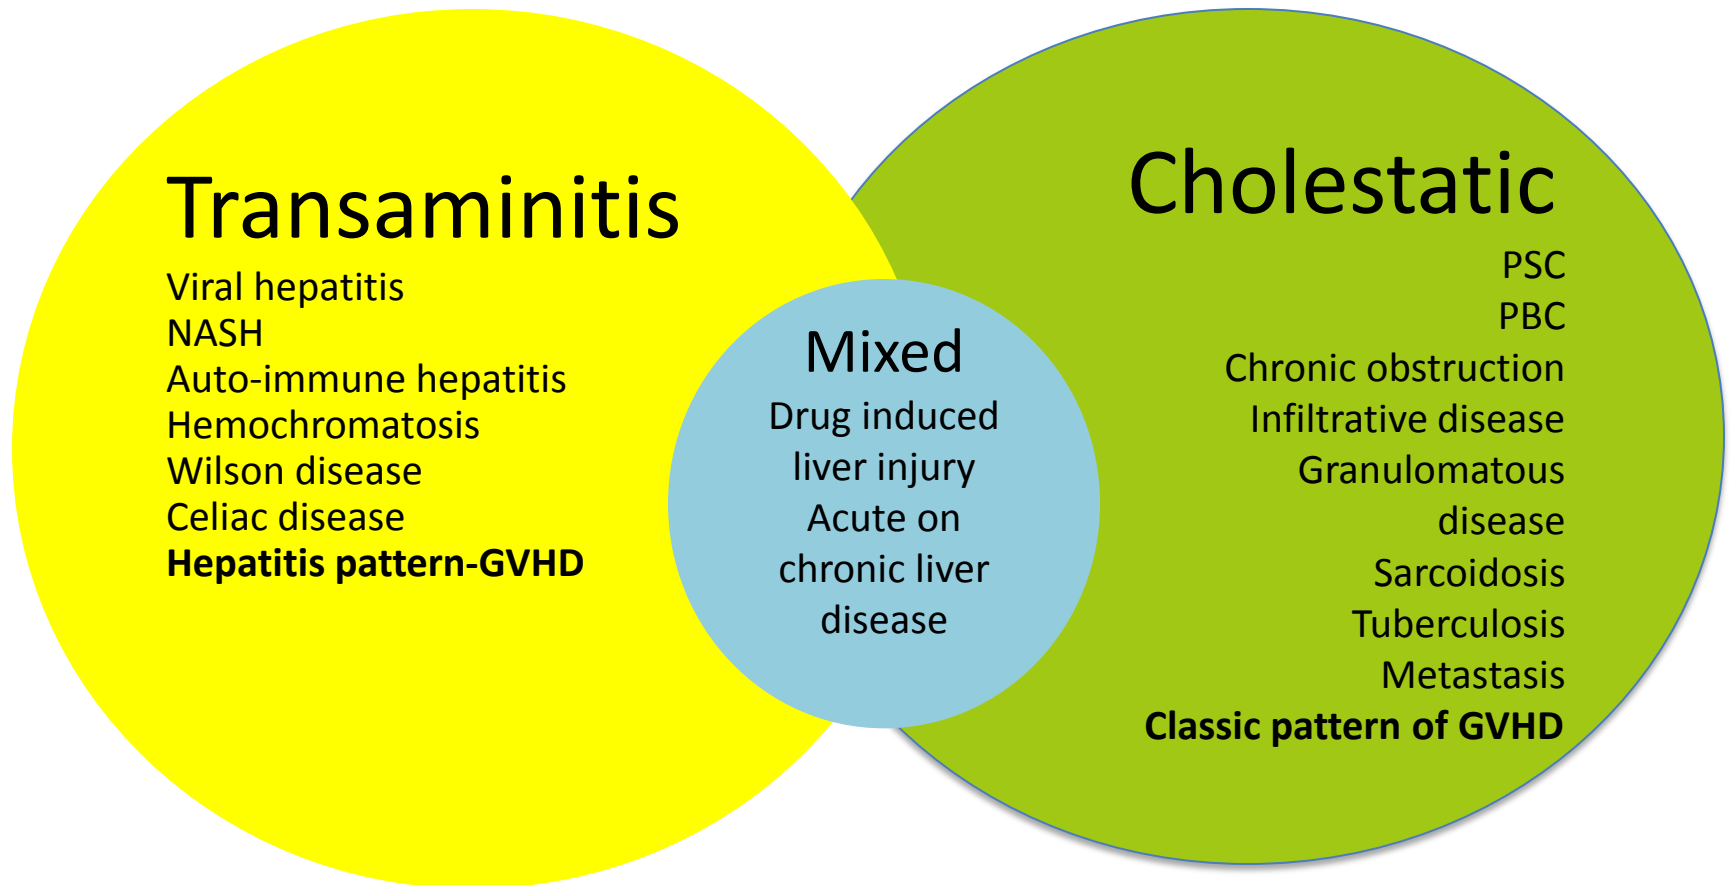 Transaminitis
Viral hepatitis
NASH
Auto-immune hepatitis
Hemochromatosis
Wilson disease
Celiac disease
Hepatitis pattern-GVHD
Mixed
Drug induced
liver injury
Acute on
chronic liver
disease
Cholestatic
PSC
PBC
Chronic obstruction
Infiltrative disease
Granulomatous
disease
Sarcoidosis
Tuberculosis
Metastasis
Classic pattern of GVHD